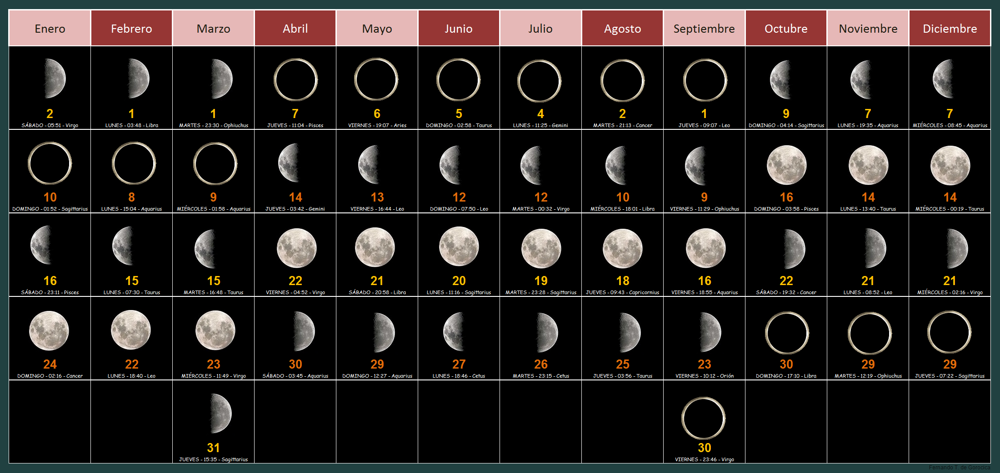 Enero Febrero Marzo Abril Mayo Junio Julio Agosto Septiembre Octubre Noviembre Diciembre
2 1 1 7 6 5 4 2 1 9 7 7
SÁBADO - 05:51 - Virgo LUNES - 03:48 - Libra MARTES - 23:30 - Ophiuchus JUEVES - 11:04 - Pisces VIERNES - 19:07 - Aries DOMINGO - 02:58 - Taurus LUNES - 11:25 - Gemini MARTES - 21:13 - Cancer JUEVES - 09:07 - Leo DOMINGO - 04:14 - Sagittarius LUNES - 19:35 - Aquarius MIÉRCOLES - 08:45 - Aquarius
10 8 9 14 13 12 12 10 9 16 14 14
DOMINGO - 01:52 - Sagittarius LUNES - 15:04 - Aquarius MIÉRCOLES - 01:58 - Aquarius JUEVES - 03:42 - Gemini VIERNES - 16:44 - Leo DOMINGO - 07:50 - Leo MARTES - 00:32 - Virgo MIÉRCOLES - 18:01 - Libra VIERNES - 11:29 - Ophiuchus DOMINGO - 03:58 - Pisces LUNES - 13:40 - Taurus MIÉRCOLES - 00:19 - Taurus
16 15 15 22 21 20 19 18 16 22 21 21
SÁBADO - 23:11 - Pisces LUNES - 07:30 - Taurus MARTES - 16:48 - Taurus VIERNES - 04:52 - Virgo SÁBADO - 20:58 - Libra LUNES - 11:16 - Sagittarius MARTES - 23:28 - Sagittarius JUEVES - 09:43 - Capricornius VIERNES - 18:55 - Aquarius SÁBADO - 19:32 - Cancer LUNES - 08:52 - Leo MIÉRCOLES - 02:16 - Virgo
24 22 23 30 29 27 26 25 23 30 29 29
DOMINGO - 02:16 - Cancer LUNES - 18:40 - Leo MIÉRCOLES - 11:49 - Virgo SÁBADO - 03:45 - Aquarius DOMINGO - 12:27 - Aquarius LUNES - 18:46 - Cetus MARTES - 23:15 - Cetus JUEVES - 03:56 - Taurus VIERNES - 10:12 - Orión DOMINGO - 17:10 - Libra MARTES - 12:19 - Ophiuchus JUEVES - 07:22 - Sagittarius
31 30
JUEVES - 15:35 - Sagittarius VIERNES - 23:46 - Virgo
Fernando T. de Gorocica